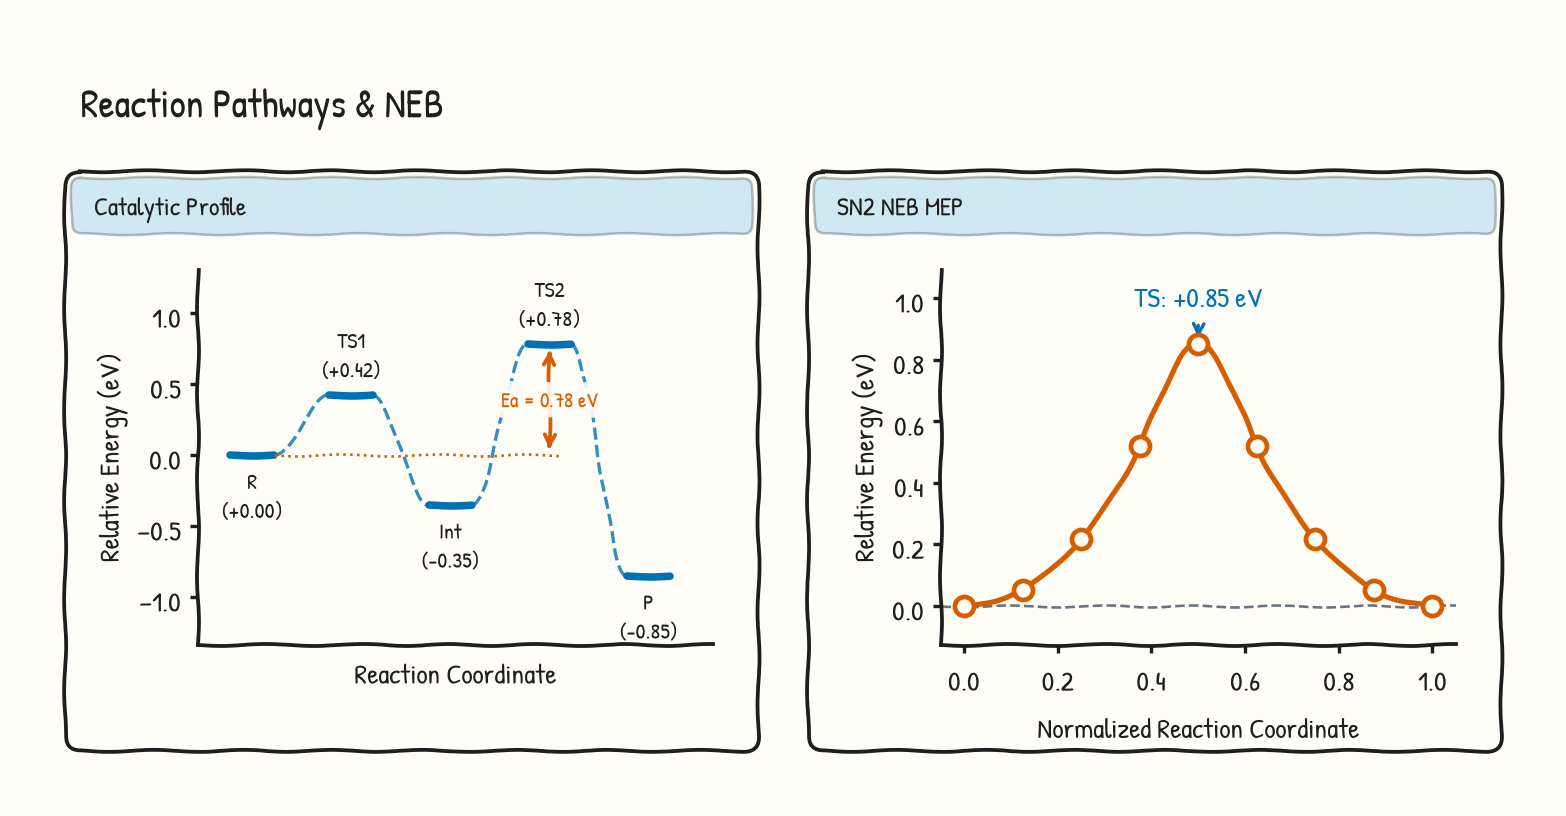 Reaction Pathways & NEB
Catalytic Profile
Relative Energy (eV)
1.0
0.5
0.0
−0.5
−1.0
R
(+0.00)
TS1
(+0.42)
Int
(−0.35)
TS2
(+0.78)
Ea = 0.78 eV
P
(−0.85)
Reaction Coordinate
SN2 NEB MEP
Relative Energy (eV)
1.0
0.8
0.6
0.4
0.2
0.0
TS: +0.85 eV
0.0 0.2 0.4 0.6 0.8 1.0
Normalized Reaction Coordinate